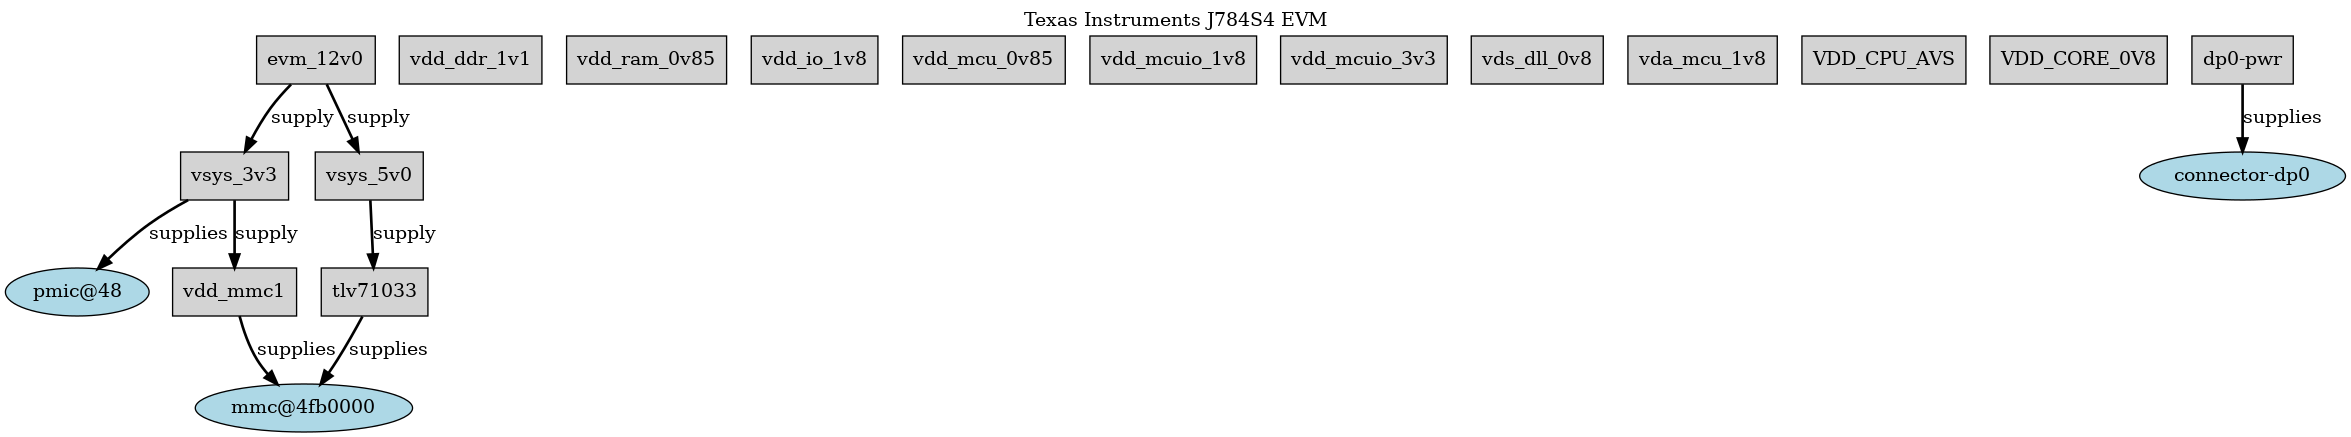 Texas Instruments J784S4 EVM
evm_12v0
vdd_ddr_1v1
vdd_ram_0v85
vdd_io_1v8
vdd_mcu_0v85
vdd_mcuio_1v8
vdd_mcuio_3v3
vds_dll_0v8
vda_mcu_1v8
VDD_CPU_AVS
VDD_CORE_0V8
dp0-pwr
supply
supply
supplies
vsys_3v3
vsys_5v0
connector-dp0
supplies
supply
supply
pmic@48
vdd_mmc1
tlv71033
supplies
supplies
mmc@4fb0000